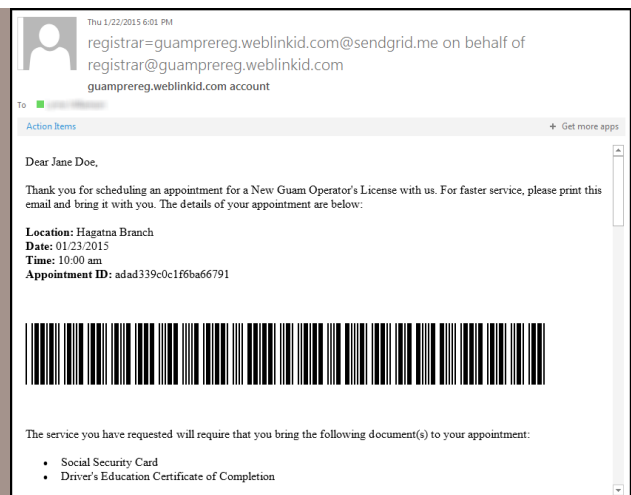 Thu 1/22/2015 6:01 PM
registrar=guamprereg.weblinkid.com@sendgrid.me on behalf of
registrar@guamprereg.weblinkid.com
guamprereg.weblinkid.com account
To
Action Items
+ Get more apps
Dear Jane Doe,
Thank you for scheduling an appointment for a New Guam Operator's License with us. For faster service, please print this
email and bring it with you. The details of your appointment are below:
Location: Hagatna Branch
Date: 01/23/2015
Time: 10:00 am
Appointment ID: adad339c0c1f6ba66791
The service you have requested will require that you bring the following document(s) to your appointment:
• Social Security Card
• Driver's Education Certificate of Completion